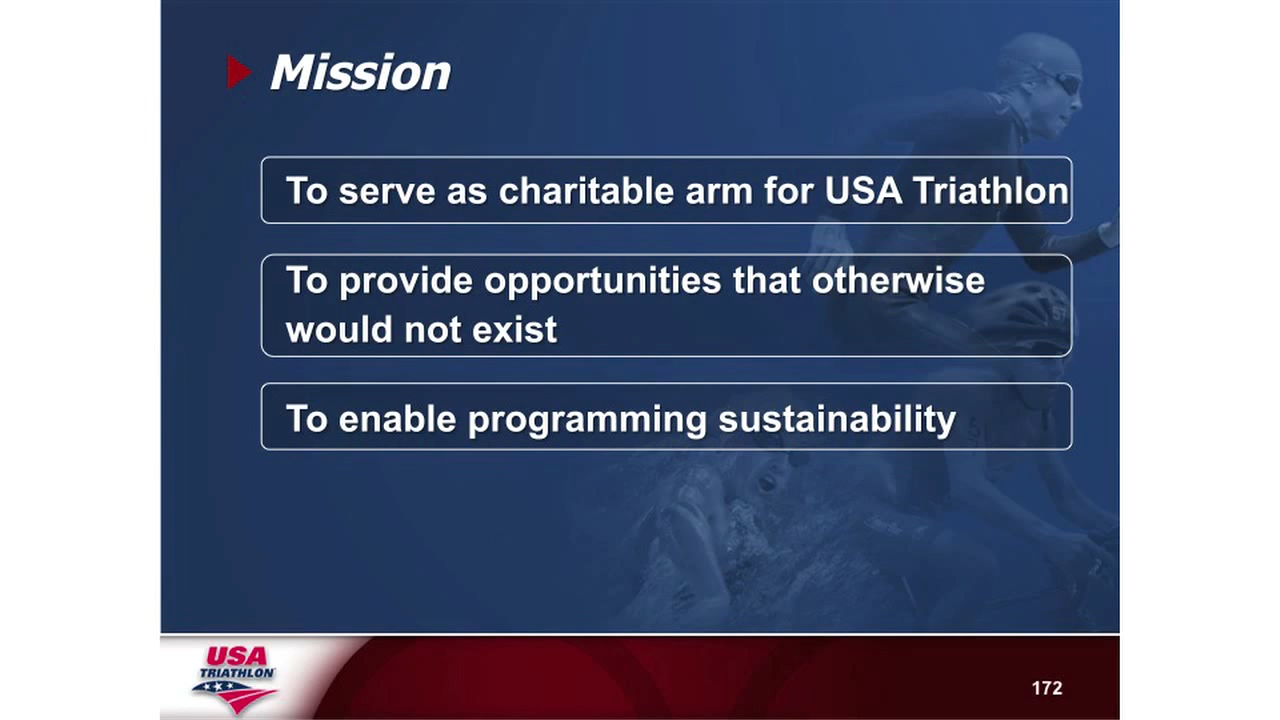 Mission
To serve as charitable arm for USA Triathlon
To provide opportunities that otherwise
would not exist
To enable programming sustainability
USA
TRIATHLON
172